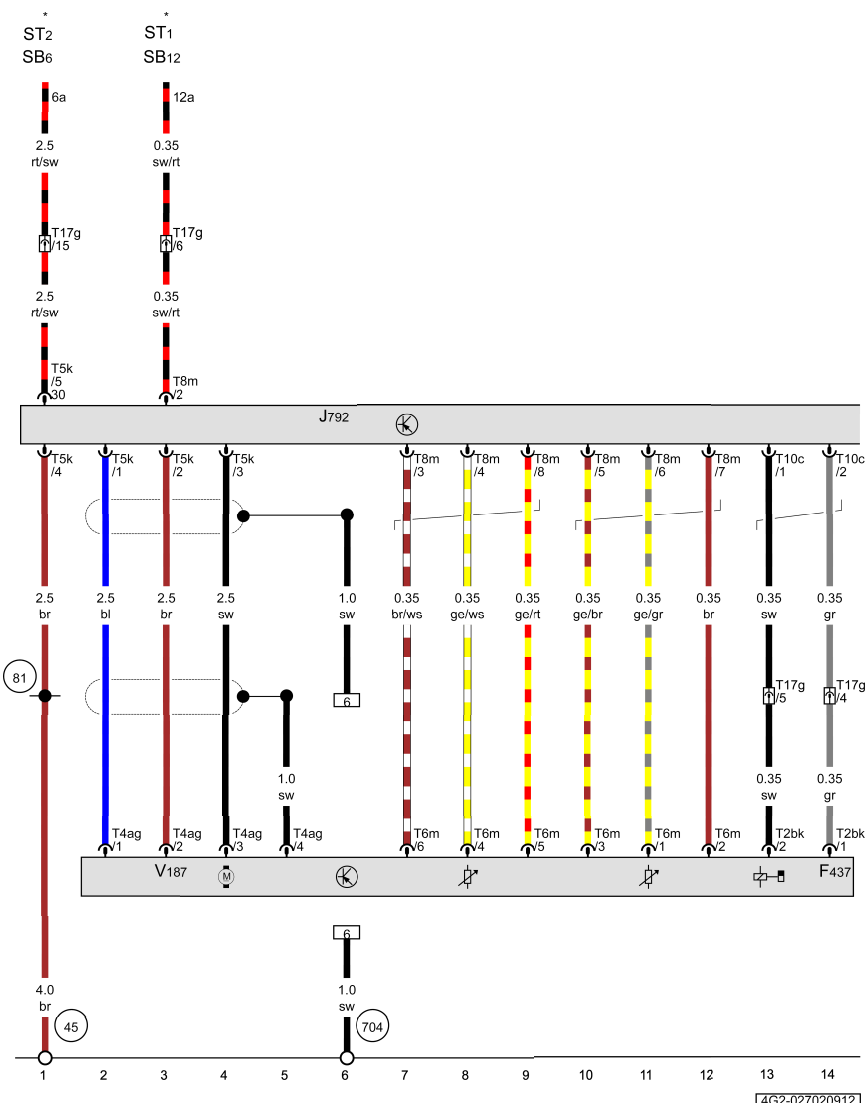 * *
ST2 ST1
SB6 SB12
6a 12a
2.5 0.35
rt/sw sw/rt
T17g T17g
/15 /6
2.5 0.35
rt/sw sw/rt
T5k
/5 T8m
30 /2
J792
T5k T5k T5k T5k T8m T8m T8m T8m T8m T8m T10c T10c
/4 /1 /2 /3 /3 /4 /8 /5 /6 /7 /1 /2
2.5 2.5 2.5 2.5 1.0 0.35 0.35 0.35 0.35 0.35 0.35 0.35 0.35
br bl br sw sw br/ws ge/ws ge/rt ge/br ge/gr br sw gr
81 T17g T17g
6 /5 /4
1.0 0.35 0.35
sw sw gr
T4ag T4ag T4ag T4ag T6m T6m T6m T6m T6m T6m T2bk T2bk
/1 /2 /3 /4 /6 /4 /5 /3 /1 /2 /2 /1
V187 M F437
6
4.0 1.0
br sw
45 704
1 2 3 4 5 6 7 8 9 10 11 12 13 14
4G2-027020912